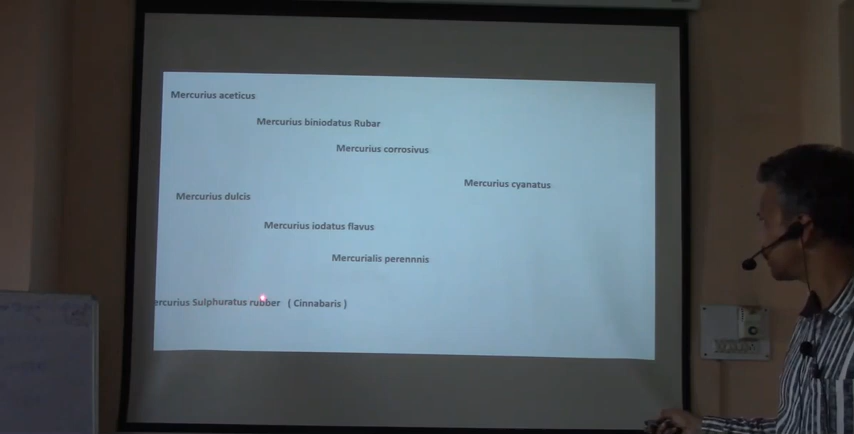 Mercurius aceticus
Mercurius biniodatus Rubar
Mercurius corrosivus
Mercurius cyanatus
Mercurius dulcis
Mercurius iodatus flavus
Mercurialis perennnis
ercurius Sulphuratus rubber ( Cinnabaris )